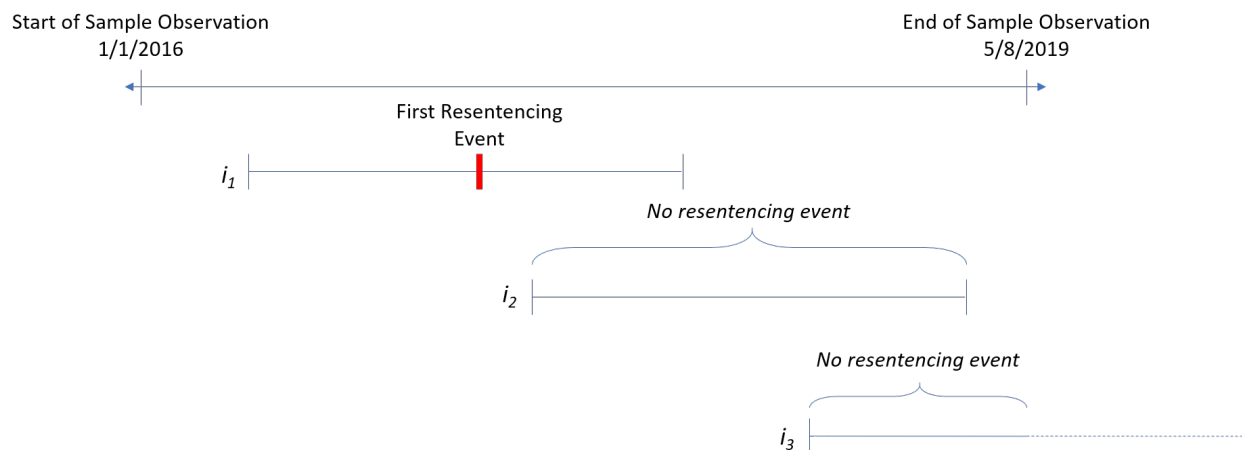 Start of Sample Observation
1/1/2016
End of Sample Observation
5/8/2019
First Resentencing
Event
i1
No resentencing event
i2
No resentencing event
i3